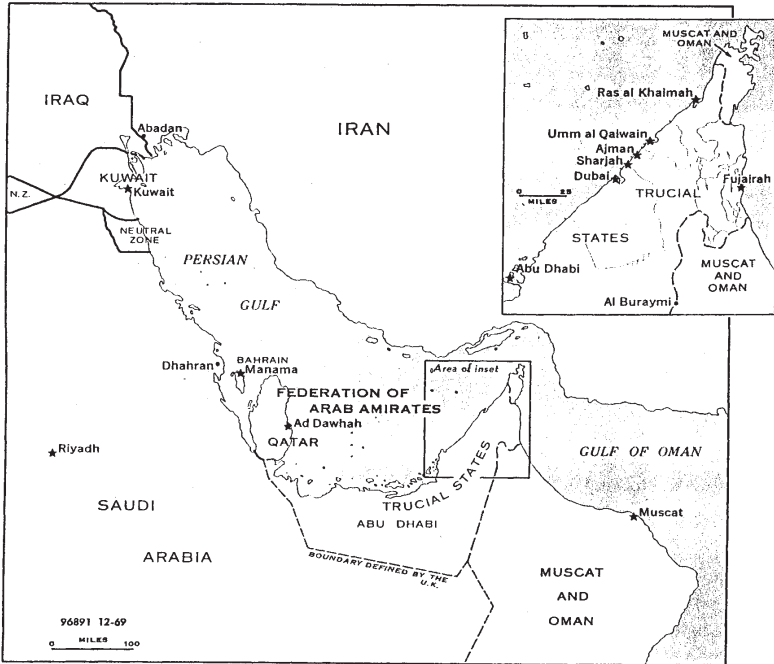 IRAQ
Abadan
IRAN
KUWAIT
Kuwait
N.Z.
NEUTRAL
ZONE
PERSIAN
GULF
Dhahran
BAHRAIN
Manama
FEDERATION OF
ARAB AMIRATES
Ad Dawhah
QATAR
Riyadh
SAUDI
ARABIA
Area of inset
TRUCIAL STATES
ABU DHABI
BOUNDARY DEFINED BY THE
U.K.
GULF OF OMAN
Muscat
MUSCAT
AND
OMAN
96891 12-69
0 MILES 100
MUSCAT AND
OMAN
Ras al Khaimah
Umm al Qaiwain
Ajman
Sharjah
Dubai
Fujairah
0 25
MILES
TRUCIAL
STATES
Abu Dhabi
MUSCAT
AND
OMAN
Al Buraymi